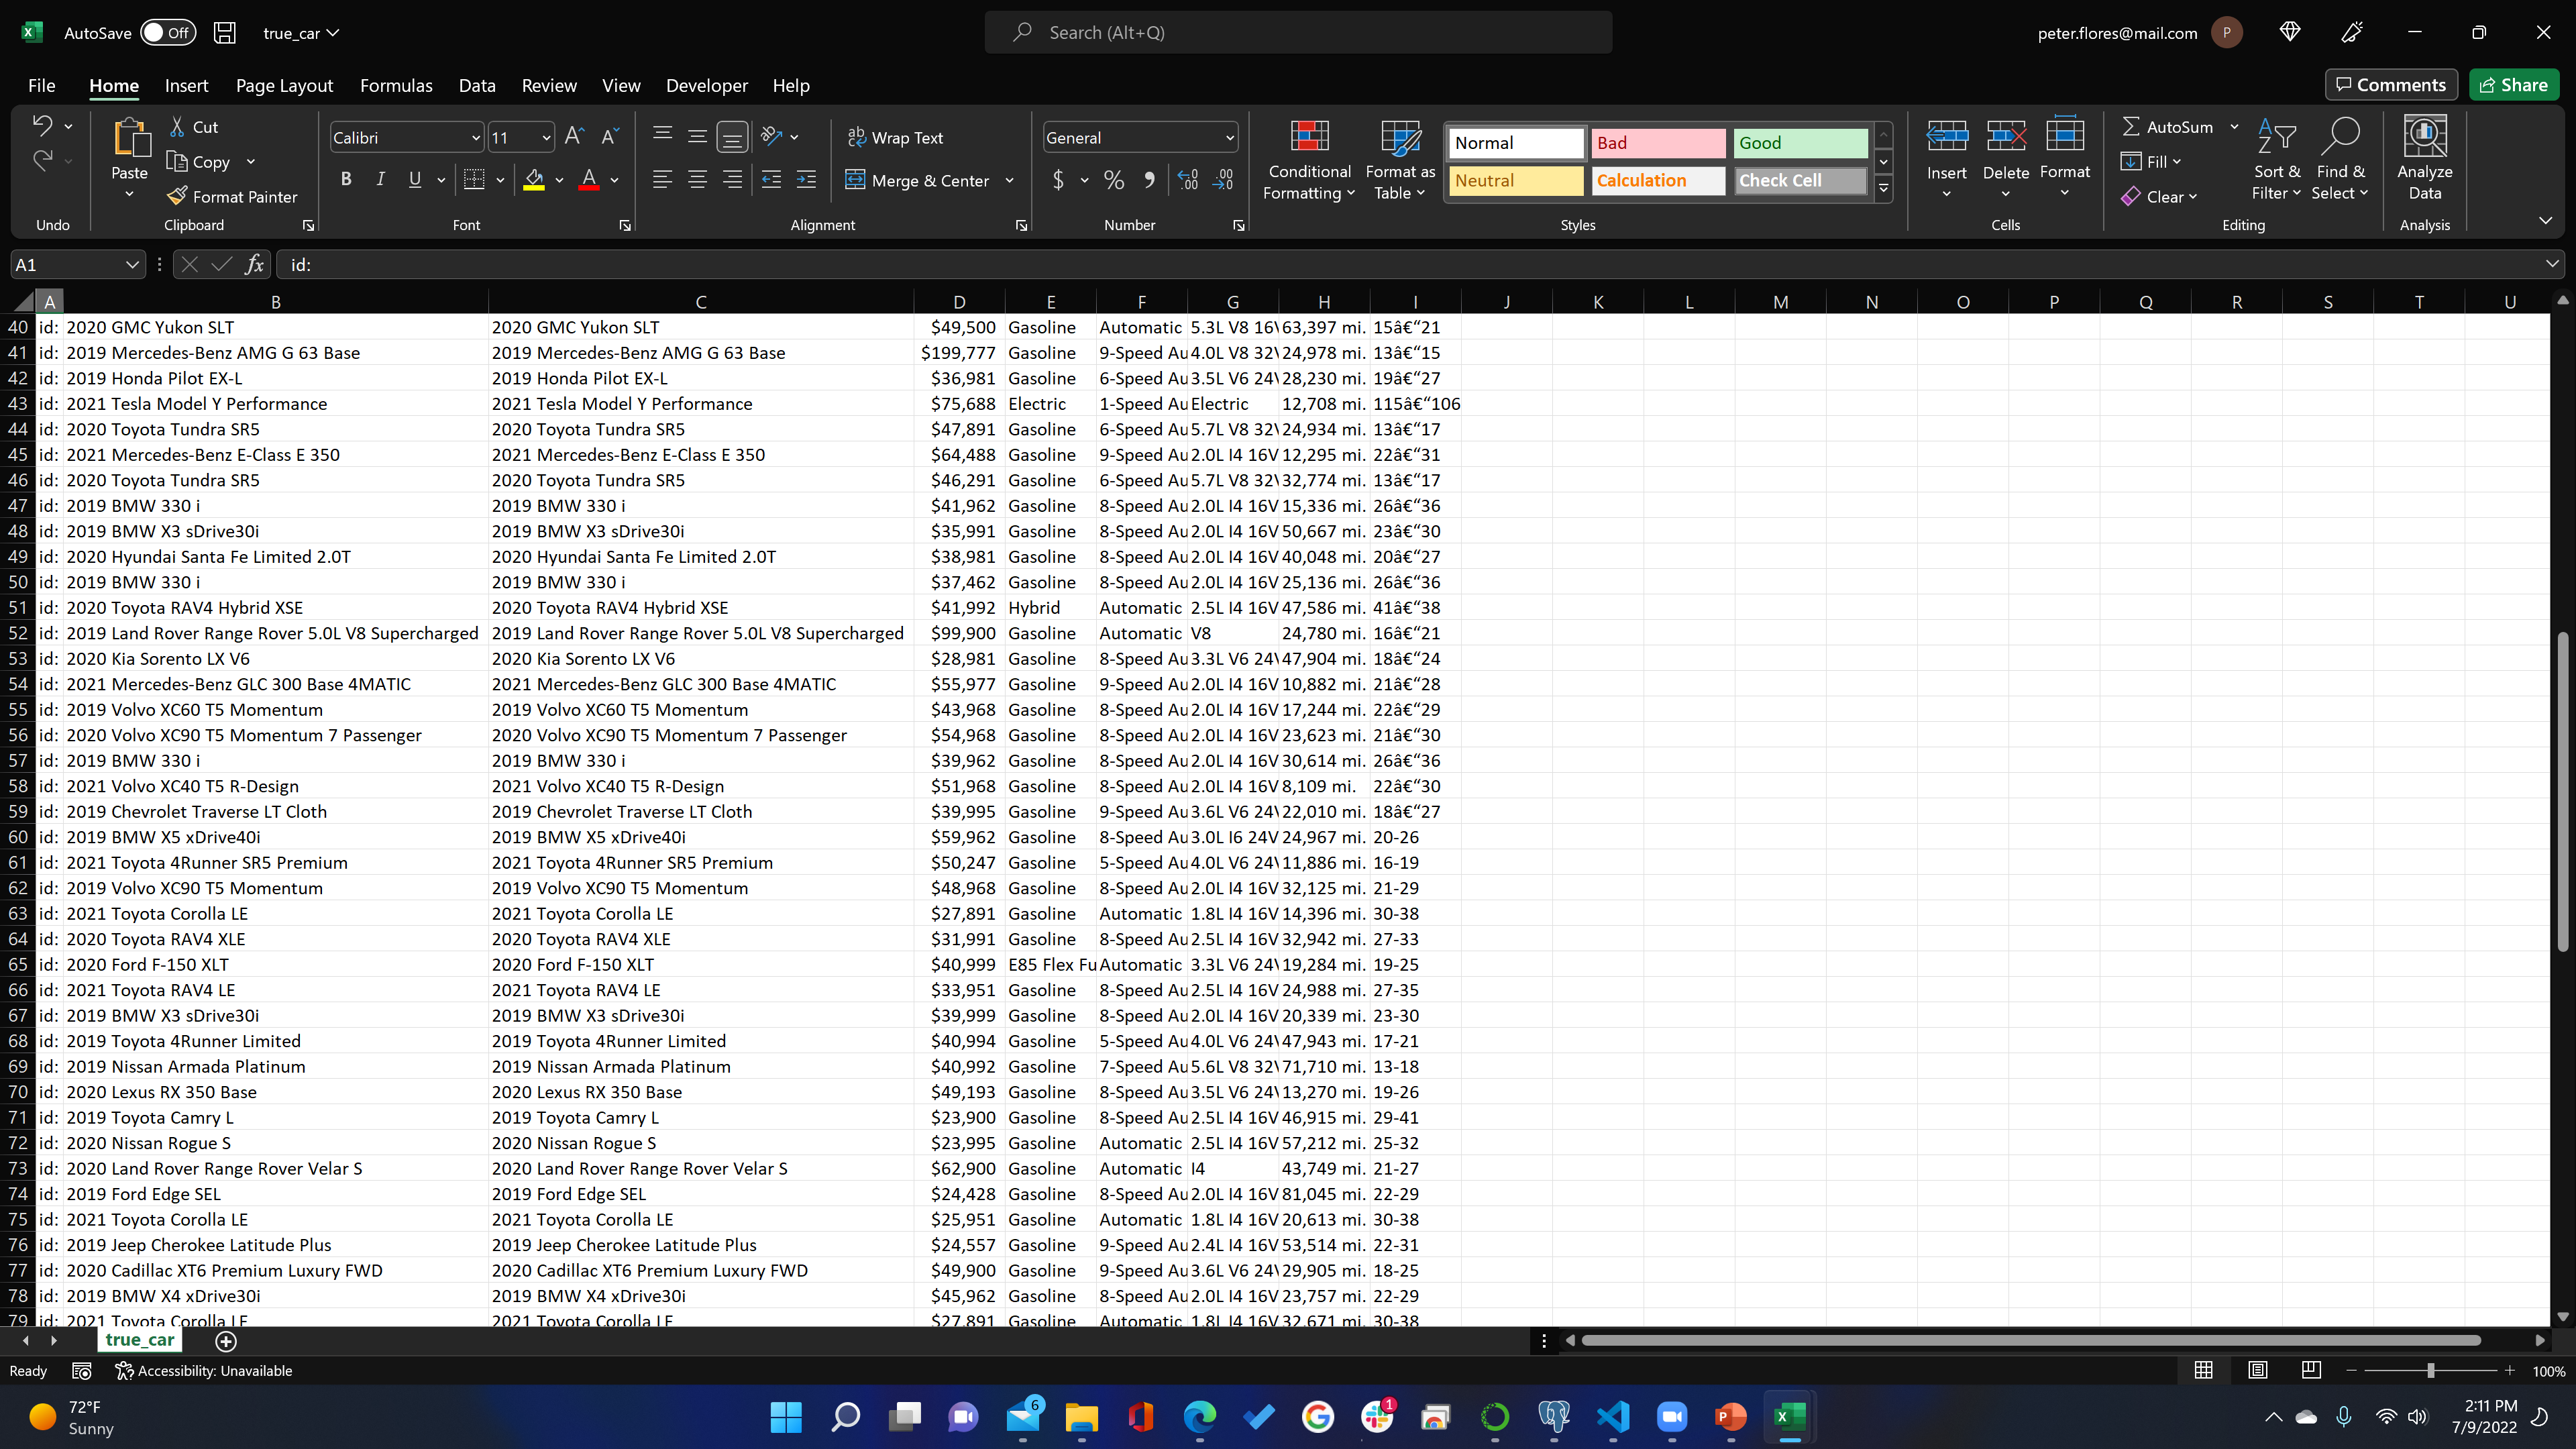 AutoSave Off true_car Search (Alt+Q) peter.flores@mail.com P
File Home Insert Page Layout Formulas Data Review View Developer Help Comments Share
Cut Calibri 11 Wrap Text General Normal Bad Good AutoSum
Paste Copy Conditional Formatting Format as Table Insert Delete Format Fill Sort & Filter Find & Select Analyze Data
Format Painter B I U A Merge & Center $ % Neutral Calculation Check Cell Clear
Undo Clipboard Font Alignment Number Styles Cells Editing Analysis
A1 fx id:
A B C D E F G H I J K L M N O P Q R S T U
40 id: 2020 GMC Yukon SLT 2020 GMC Yukon SLT $49,500 Gasoline Automatic 5.3L V8 16V 63,397 mi. 15â€“21
41 id: 2019 Mercedes-Benz AMG G 63 Base 2019 Mercedes-Benz AMG G 63 Base $199,777 Gasoline 9-Speed Au 4.0L V8 32V 24,978 mi. 13â€“15
42 id: 2019 Honda Pilot EX-L 2019 Honda Pilot EX-L $36,981 Gasoline 6-Speed Au 3.5L V6 24V 28,230 mi. 19â€“27
43 id: 2021 Tesla Model Y Performance 2021 Tesla Model Y Performance $75,688 Electric 1-Speed Au Electric 12,708 mi. 115â€“106
44 id: 2020 Toyota Tundra SR5 2020 Toyota Tundra SR5 $47,891 Gasoline 6-Speed Au 5.7L V8 32V 24,934 mi. 13â€“17
45 id: 2021 Mercedes-Benz E-Class E 350 2021 Mercedes-Benz E-Class E 350 $64,488 Gasoline 9-Speed Au 2.0L I4 16V 12,295 mi. 22â€“31
46 id: 2020 Toyota Tundra SR5 2020 Toyota Tundra SR5 $46,291 Gasoline 6-Speed Au 5.7L V8 32V 32,774 mi. 13â€“17
47 id: 2019 BMW 330 i 2019 BMW 330 i $41,962 Gasoline 8-Speed Au 2.0L I4 16V 15,336 mi. 26â€“36
48 id: 2019 BMW X3 sDrive30i 2019 BMW X3 sDrive30i $35,991 Gasoline 8-Speed Au 2.0L I4 16V 50,667 mi. 23â€“30
49 id: 2020 Hyundai Santa Fe Limited 2.0T 2020 Hyundai Santa Fe Limited 2.0T $38,981 Gasoline 8-Speed Au 2.0L I4 16V 40,048 mi. 20â€“27
50 id: 2019 BMW 330 i 2019 BMW 330 i $37,462 Gasoline 8-Speed Au 2.0L I4 16V 25,136 mi. 26â€“36
51 id: 2020 Toyota RAV4 Hybrid XSE 2020 Toyota RAV4 Hybrid XSE $41,992 Hybrid Automatic 2.5L I4 16V 47,586 mi. 41â€“38
52 id: 2019 Land Rover Range Rover 5.0L V8 Supercharged 2019 Land Rover Range Rover 5.0L V8 Supercharged $99,900 Gasoline Automatic V8 24,780 mi. 16â€“21
53 id: 2020 Kia Sorento LX V6 2020 Kia Sorento LX V6 $28,981 Gasoline 8-Speed Au 3.3L V6 24V 47,904 mi. 18â€“24
54 id: 2021 Mercedes-Benz GLC 300 Base 4MATIC 2021 Mercedes-Benz GLC 300 Base 4MATIC $55,977 Gasoline 9-Speed Au 2.0L I4 16V 10,882 mi. 21â€“28
55 id: 2019 Volvo XC60 T5 Momentum 2019 Volvo XC60 T5 Momentum $43,968 Gasoline 8-Speed Au 2.0L I4 16V 17,244 mi. 22â€“29
56 id: 2020 Volvo XC90 T5 Momentum 7 Passenger 2020 Volvo XC90 T5 Momentum 7 Passenger $54,968 Gasoline 8-Speed Au 2.0L I4 16V 23,623 mi. 21â€“30
57 id: 2019 BMW 330 i 2019 BMW 330 i $39,962 Gasoline 8-Speed Au 2.0L I4 16V 30,614 mi. 26â€“36
58 id: 2021 Volvo XC40 T5 R-Design 2021 Volvo XC40 T5 R-Design $51,968 Gasoline 8-Speed Au 2.0L I4 16V 8,109 mi. 22â€“30
59 id: 2019 Chevrolet Traverse LT Cloth 2019 Chevrolet Traverse LT Cloth $39,995 Gasoline 9-Speed Au 3.6L V6 24V 22,010 mi. 18â€“27
60 id: 2019 BMW X5 xDrive40i 2019 BMW X5 xDrive40i $59,962 Gasoline 8-Speed Au 3.0L I6 24V 24,967 mi. 20-26
61 id: 2021 Toyota 4Runner SR5 Premium 2021 Toyota 4Runner SR5 Premium $50,247 Gasoline 5-Speed Au 4.0L V6 24V 11,886 mi. 16-19
62 id: 2019 Volvo XC90 T5 Momentum 2019 Volvo XC90 T5 Momentum $48,968 Gasoline 8-Speed Au 2.0L I4 16V 32,125 mi. 21-29
63 id: 2021 Toyota Corolla LE 2021 Toyota Corolla LE $27,891 Gasoline Automatic 1.8L I4 16V 14,396 mi. 30-38
64 id: 2020 Toyota RAV4 XLE 2020 Toyota RAV4 XLE $31,991 Gasoline 8-Speed Au 2.5L I4 16V 32,942 mi. 27-33
65 id: 2020 Ford F-150 XLT 2020 Ford F-150 XLT $40,999 E85 Flex Fu Automatic 3.3L V6 24V 19,284 mi. 19-25
66 id: 2021 Toyota RAV4 LE 2021 Toyota RAV4 LE $33,951 Gasoline 8-Speed Au 2.5L I4 16V 24,988 mi. 27-35
67 id: 2019 BMW X3 sDrive30i 2019 BMW X3 sDrive30i $39,999 Gasoline 8-Speed Au 2.0L I4 16V 20,339 mi. 23-30
68 id: 2019 Toyota 4Runner Limited 2019 Toyota 4Runner Limited $40,994 Gasoline 5-Speed Au 4.0L V6 24V 47,943 mi. 17-21
69 id: 2019 Nissan Armada Platinum 2019 Nissan Armada Platinum $40,992 Gasoline 7-Speed Au 5.6L V8 32V 71,710 mi. 13-18
70 id: 2020 Lexus RX 350 Base 2020 Lexus RX 350 Base $49,193 Gasoline 8-Speed Au 3.5L V6 24V 13,270 mi. 19-26
71 id: 2019 Toyota Camry L 2019 Toyota Camry L $23,900 Gasoline 8-Speed Au 2.5L I4 16V 46,915 mi. 29-41
72 id: 2020 Nissan Rogue S 2020 Nissan Rogue S $23,995 Gasoline Automatic 2.5L I4 16V 57,212 mi. 25-32
73 id: 2020 Land Rover Range Rover Velar S 2020 Land Rover Range Rover Velar S $62,900 Gasoline Automatic I4 43,749 mi. 21-27
74 id: 2019 Ford Edge SEL 2019 Ford Edge SEL $24,428 Gasoline 8-Speed Au 2.0L I4 16V 81,045 mi. 22-29
75 id: 2021 Toyota Corolla LE 2021 Toyota Corolla LE $25,951 Gasoline Automatic 1.8L I4 16V 20,613 mi. 30-38
76 id: 2019 Jeep Cherokee Latitude Plus 2019 Jeep Cherokee Latitude Plus $24,557 Gasoline 9-Speed Au 2.4L I4 16V 53,514 mi. 22-31
77 id: 2020 Cadillac XT6 Premium Luxury FWD 2020 Cadillac XT6 Premium Luxury FWD $49,900 Gasoline 9-Speed Au 3.6L V6 24V 29,905 mi. 18-25
78 id: 2019 BMW X4 xDrive30i 2019 BMW X4 xDrive30i $45,962 Gasoline 8-Speed Au 2.0L I4 16V 23,757 mi. 22-29
79 id: 2021 Toyota Corolla LE 2021 Toyota Corolla LE $27,891 Gasoline Automatic 1.8L I4 16V 32,671 mi. 30-38
true_car
Ready Accessibility: Unavailable 100%
72°F 6 1 2:11 PM
Sunny 7/9/2022